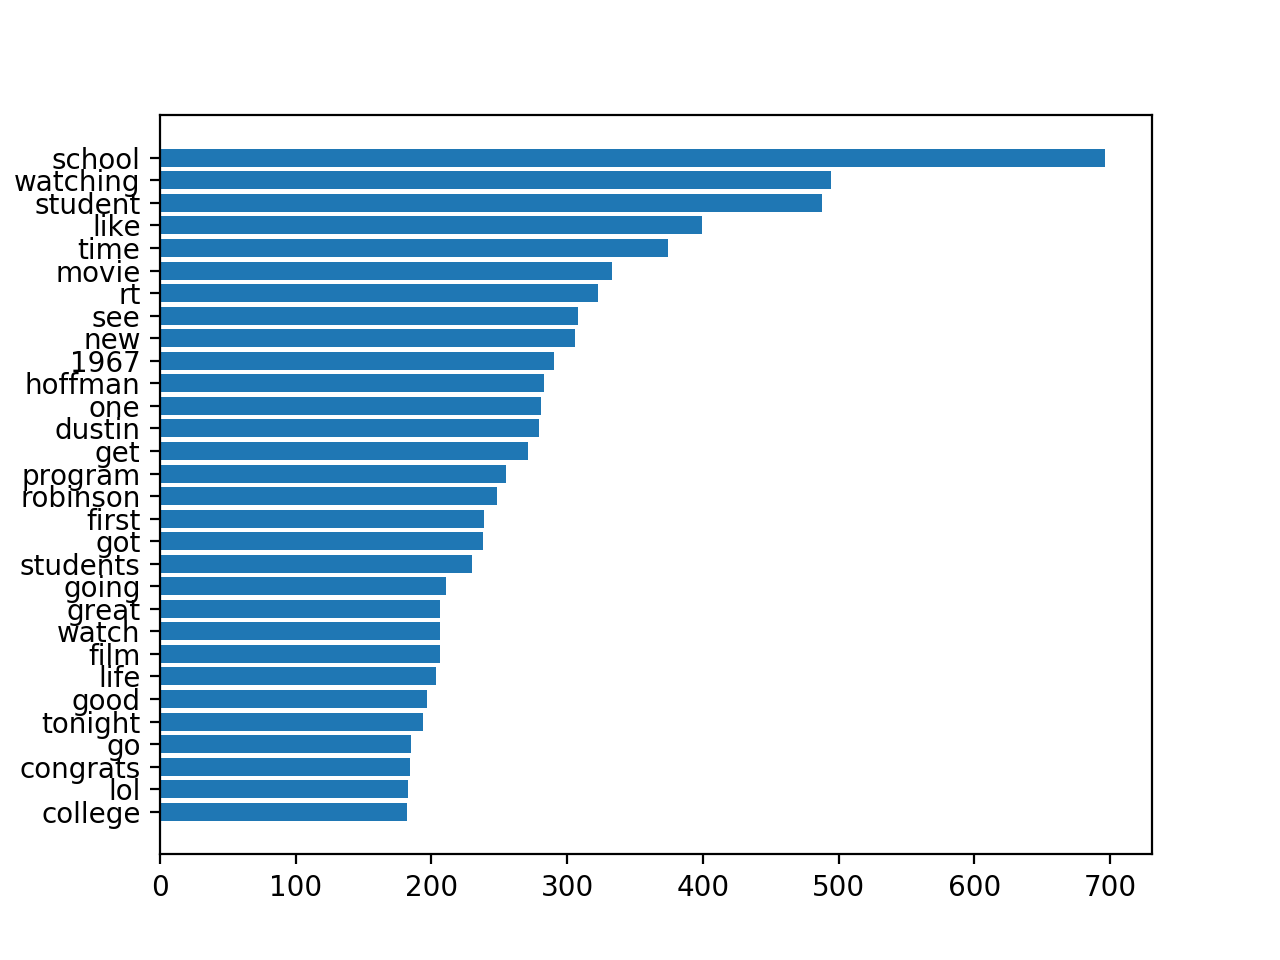 school
watching
student
like
time
movie
rt
see
new
1967
hoffman
one
dustin
get
program
robinson
first
got
students
going
great
watch
film
life
good
tonight
go
congrats
lol
college
0 100 200 300 400 500 600 700